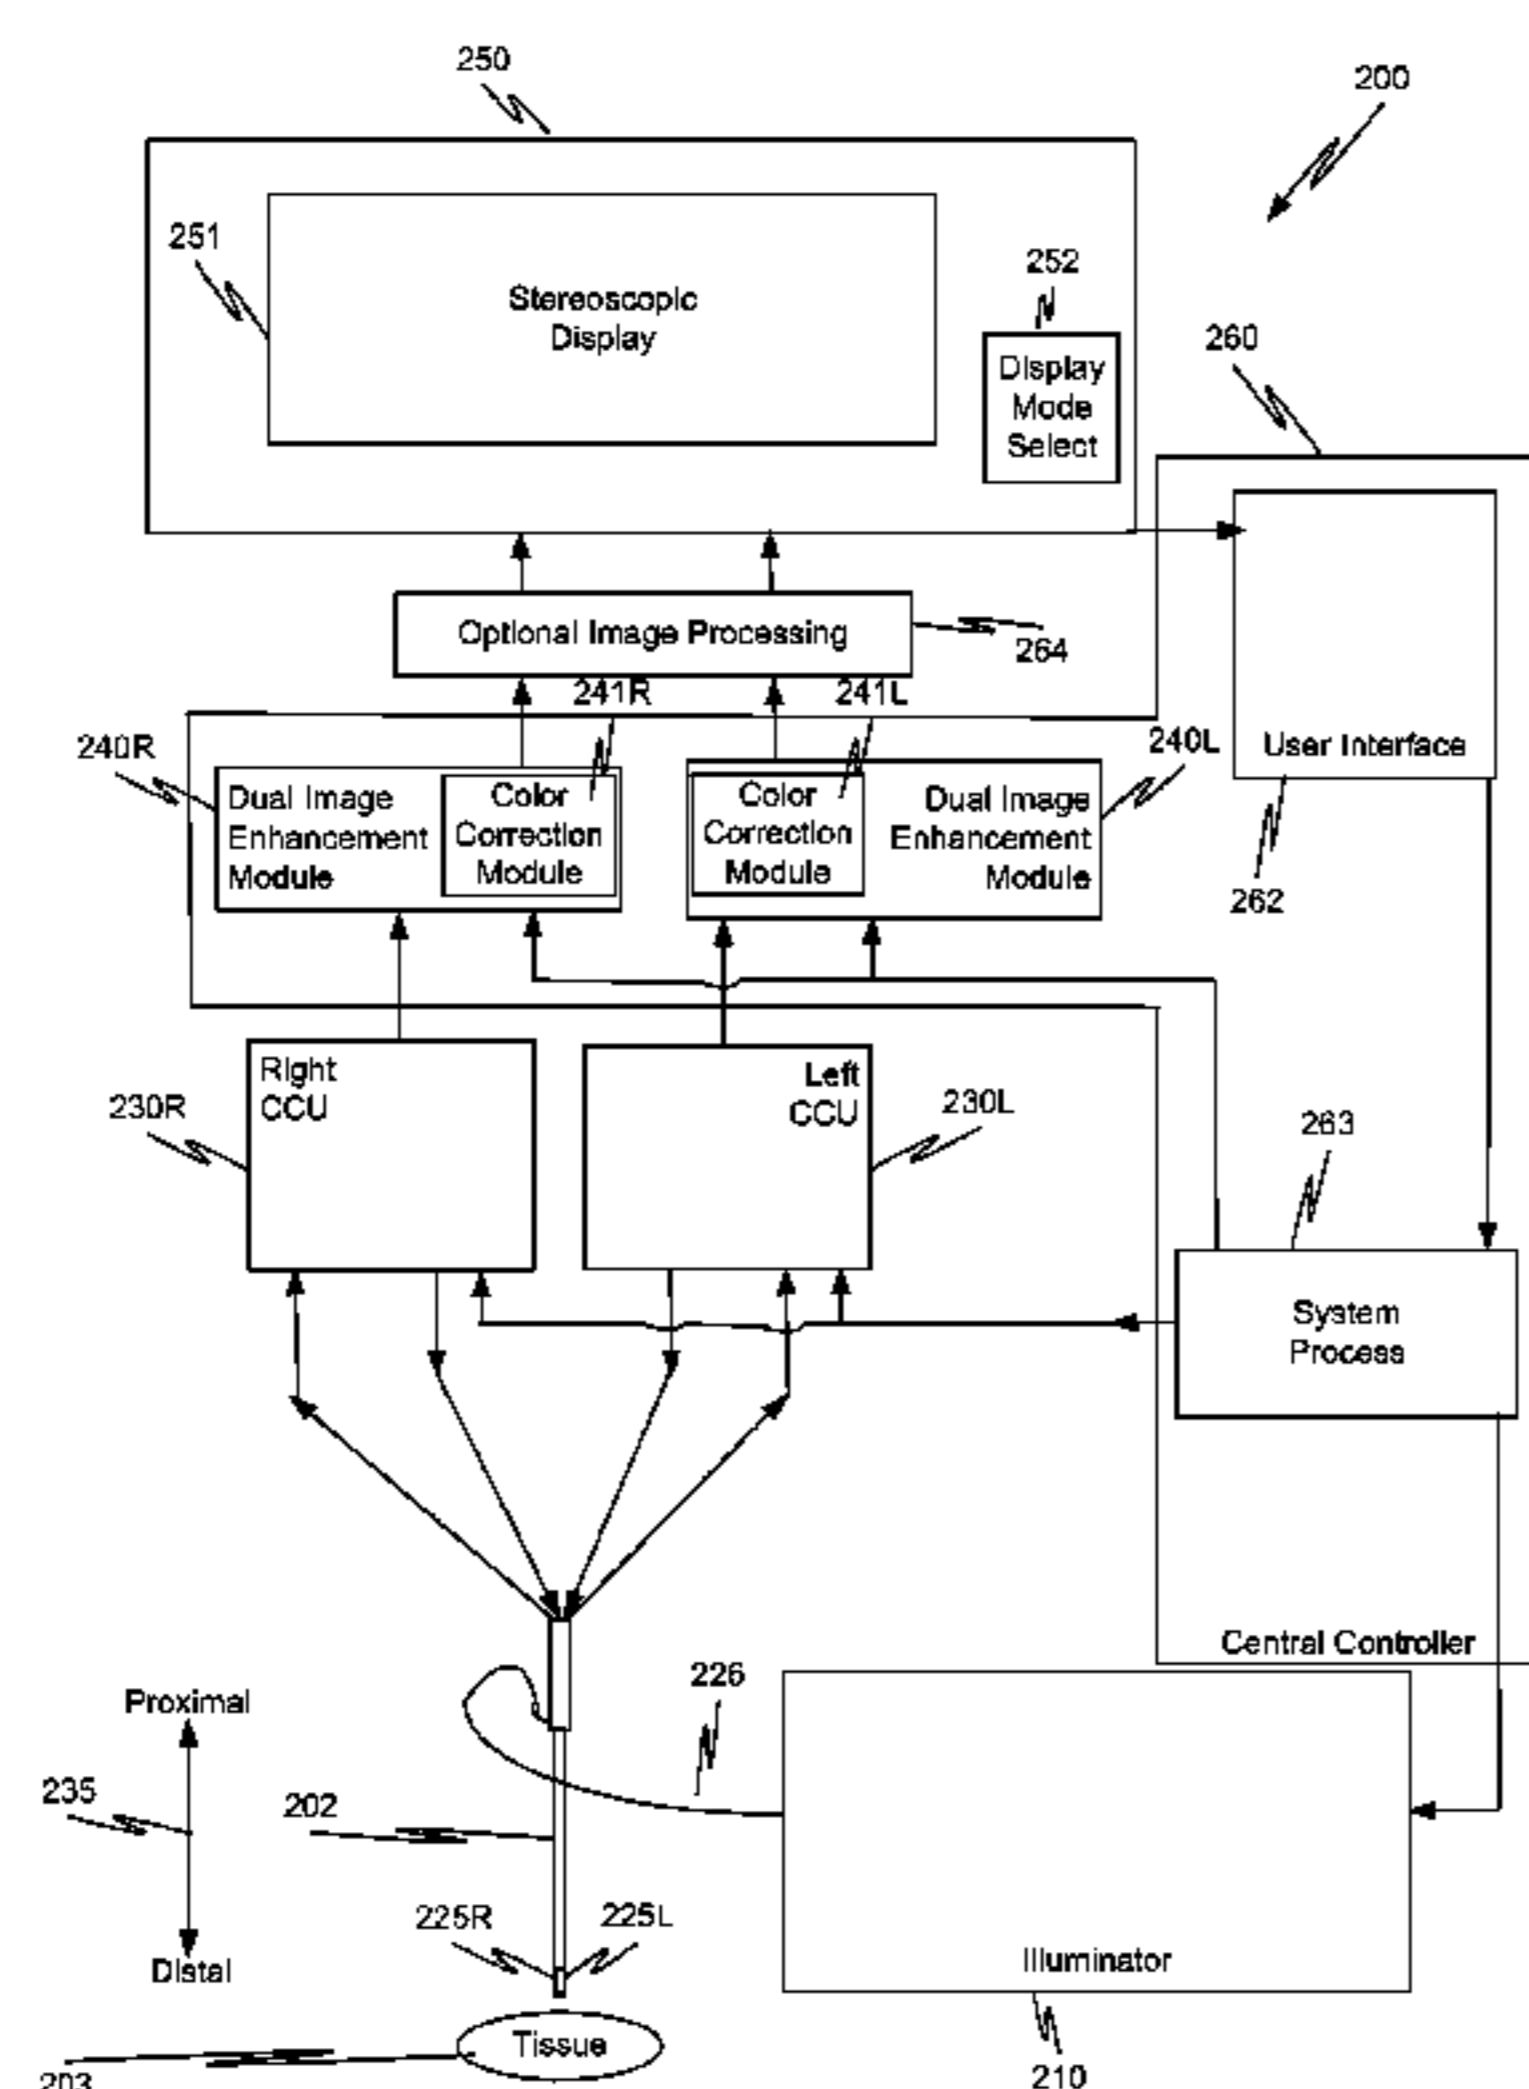 250
200
251
Stereoscopic
Display
252
Display
Mode
Select
260
Optional Image Processing
264
241R
241L
240R
240L
User Interface
Dual Image
Enhancement
Module
Color
Correction
Module
Color
Correction
Module
Dual Image
Enhancement
Module
262
Right
CCU
Left
CCU
230R
230L
263
System
Process
Central Controller
226
Proximal
235
202
225R
225L
Distal
Illuminator
Tissue
203
210